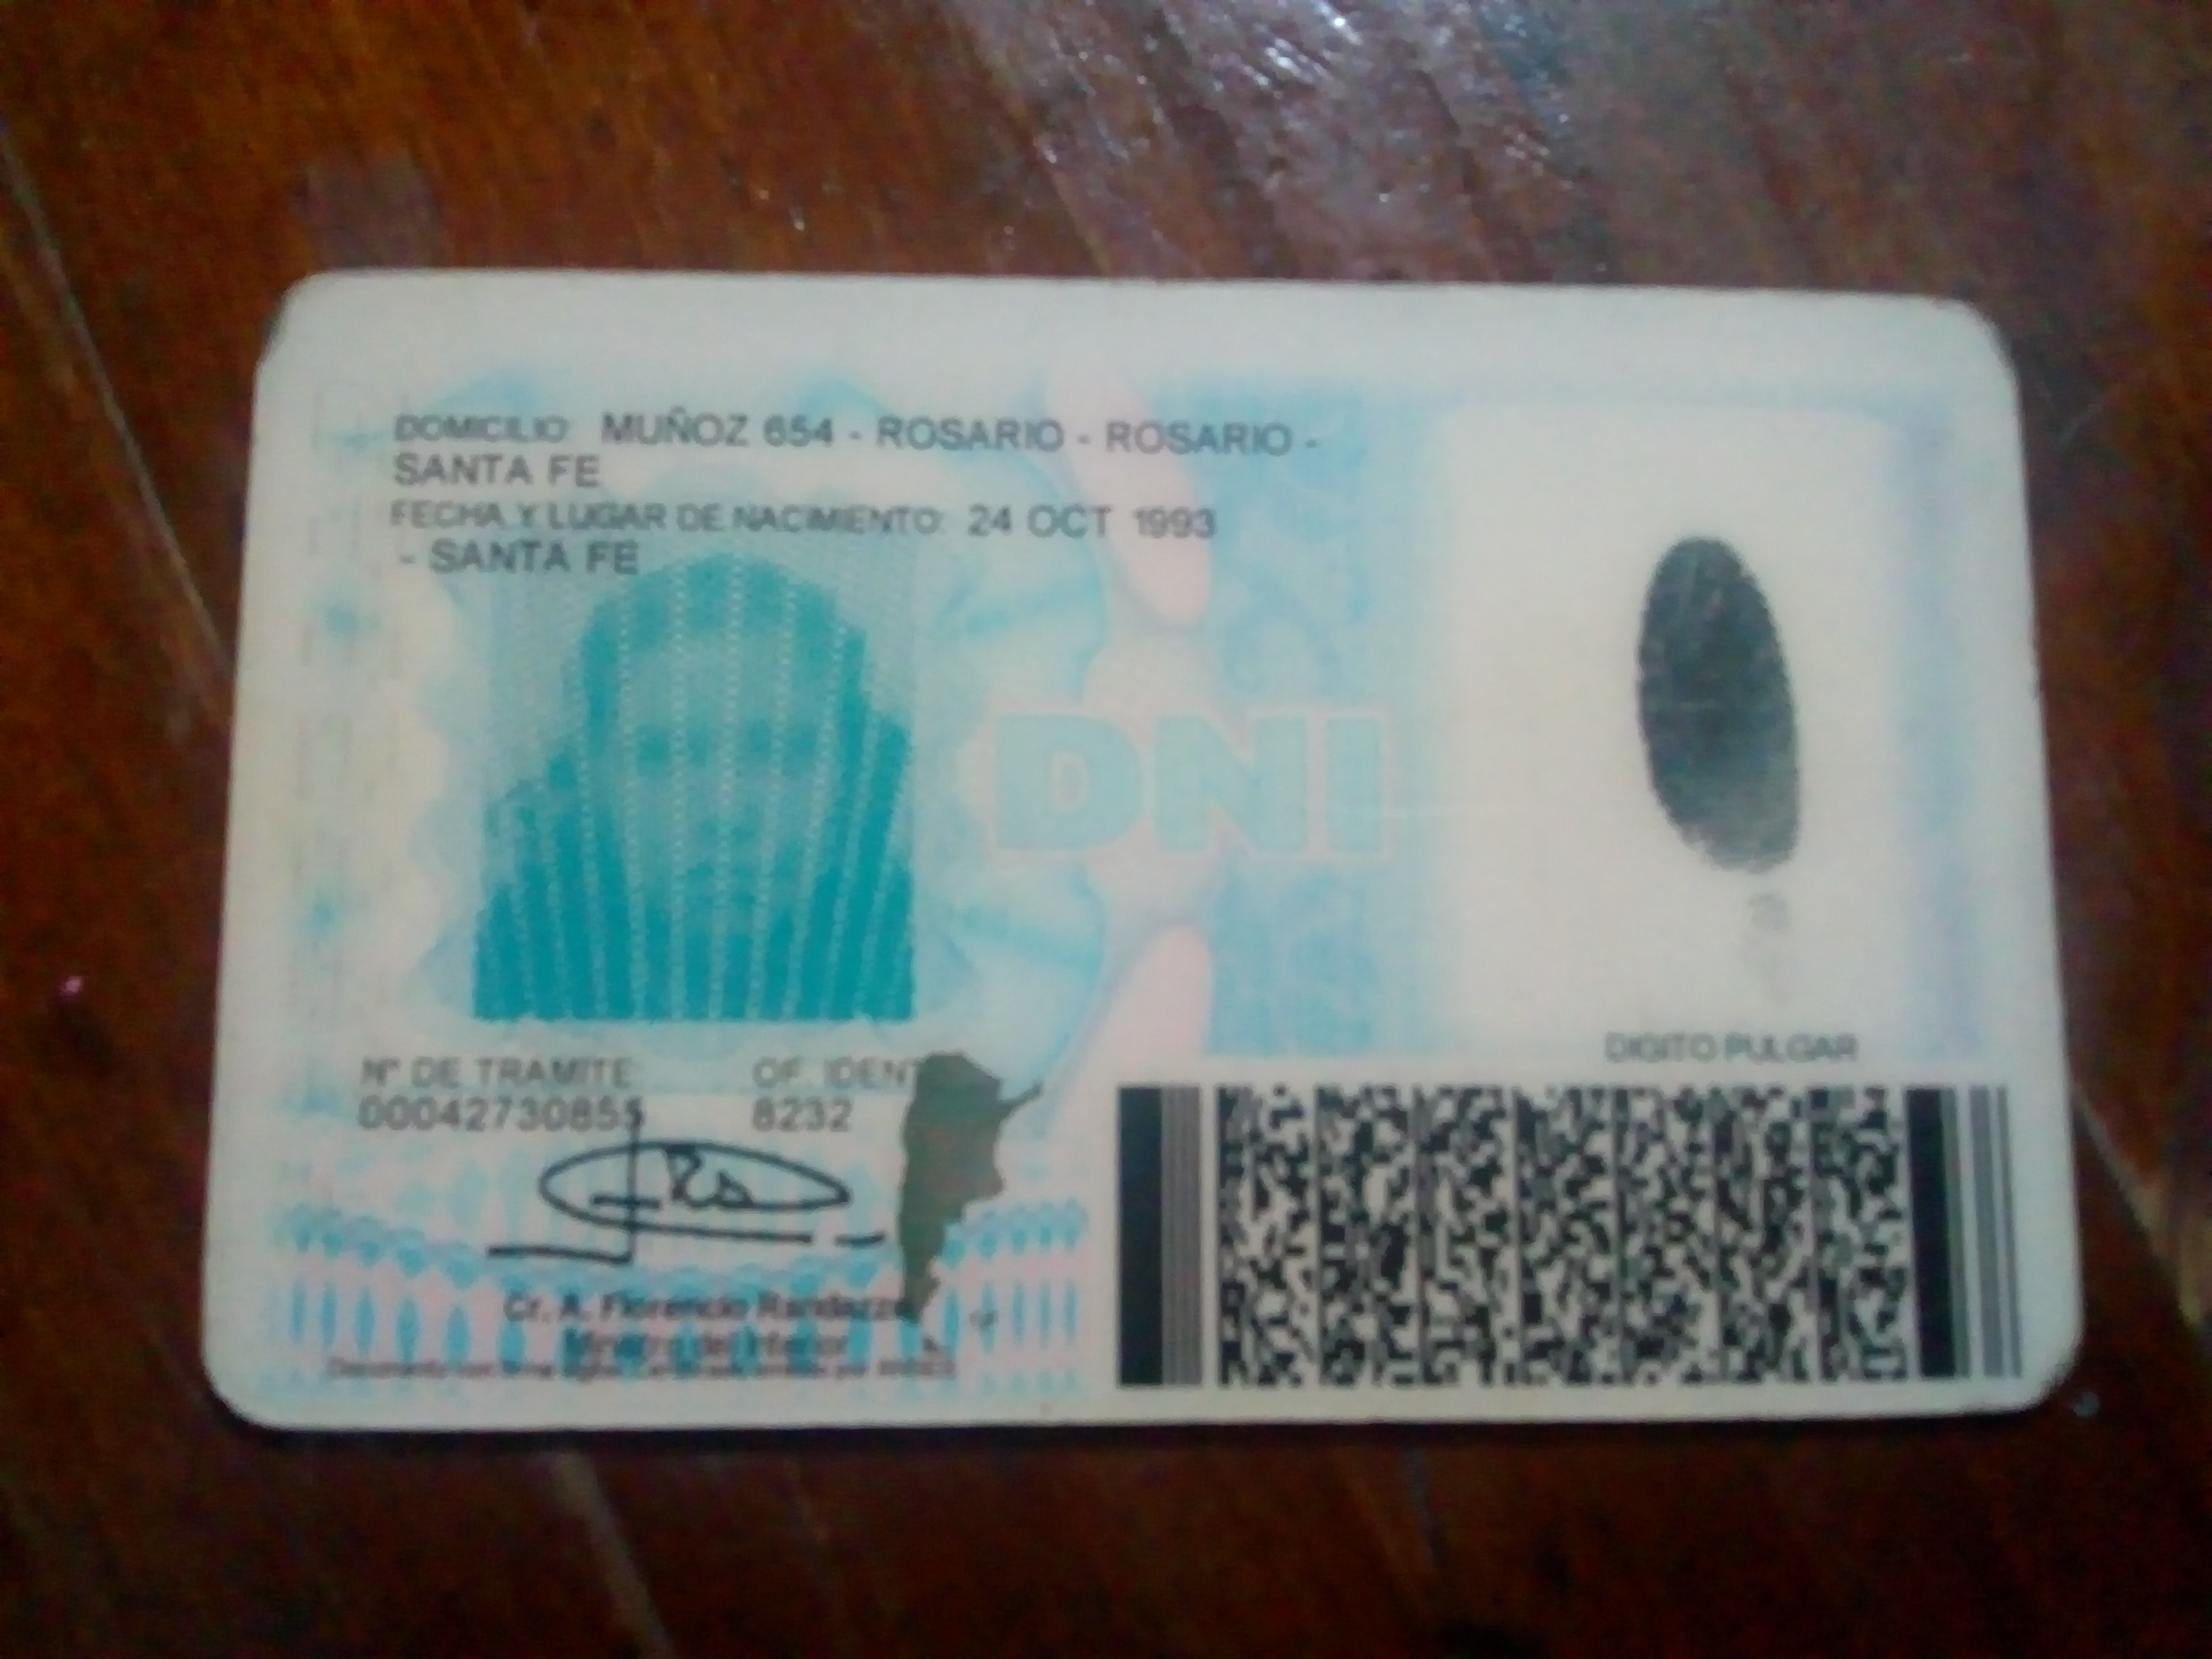 DOMICILIO: MUÑOZ 654 - ROSARIO - ROSARIO -
SANTA FE
FECHA Y LUGAR DE NACIMIENTO: 24 OCT 1993
- SANTA FE
DNI
Nº DE TRAMITE: OF. IDENT
00042730855 8232
DIGITO PULGAR
Cr. A. Florencio Randazzo
Ministro del Interior